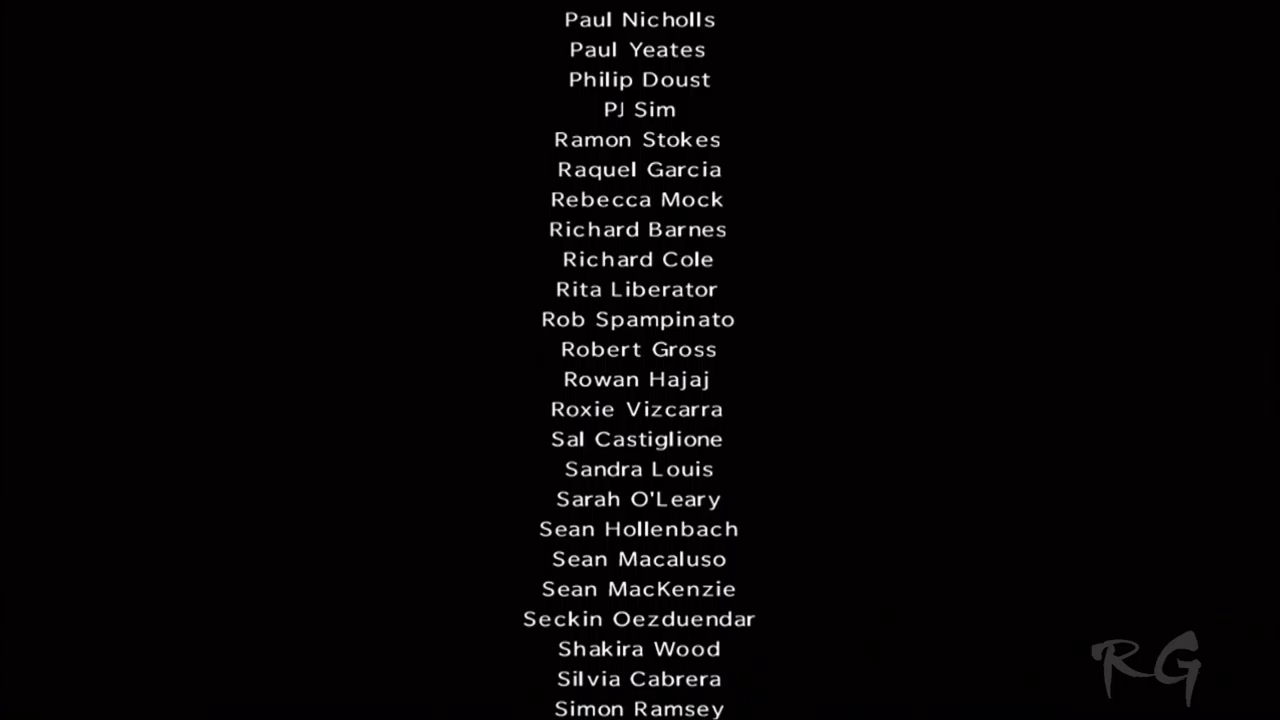 Paul Nicholls
Paul Yeates
Philip Doust
PJ Sim
Ramon Stokes
Raquel Garcia
Rebecca Mock
Richard Barnes
Richard Cole
Rita Liberator
Rob Spampinato
Robert Gross
Rowan Hajaj
Roxie Vizcarra
Sal Castiglione
Sandra Louis
Sarah O'Leary
Sean Hollenbach
Sean Macaluso
Sean MacKenzie
Seckin Oezduendar
Shakira Wood
Silvia Cabrera
Simon Ramsey
RG